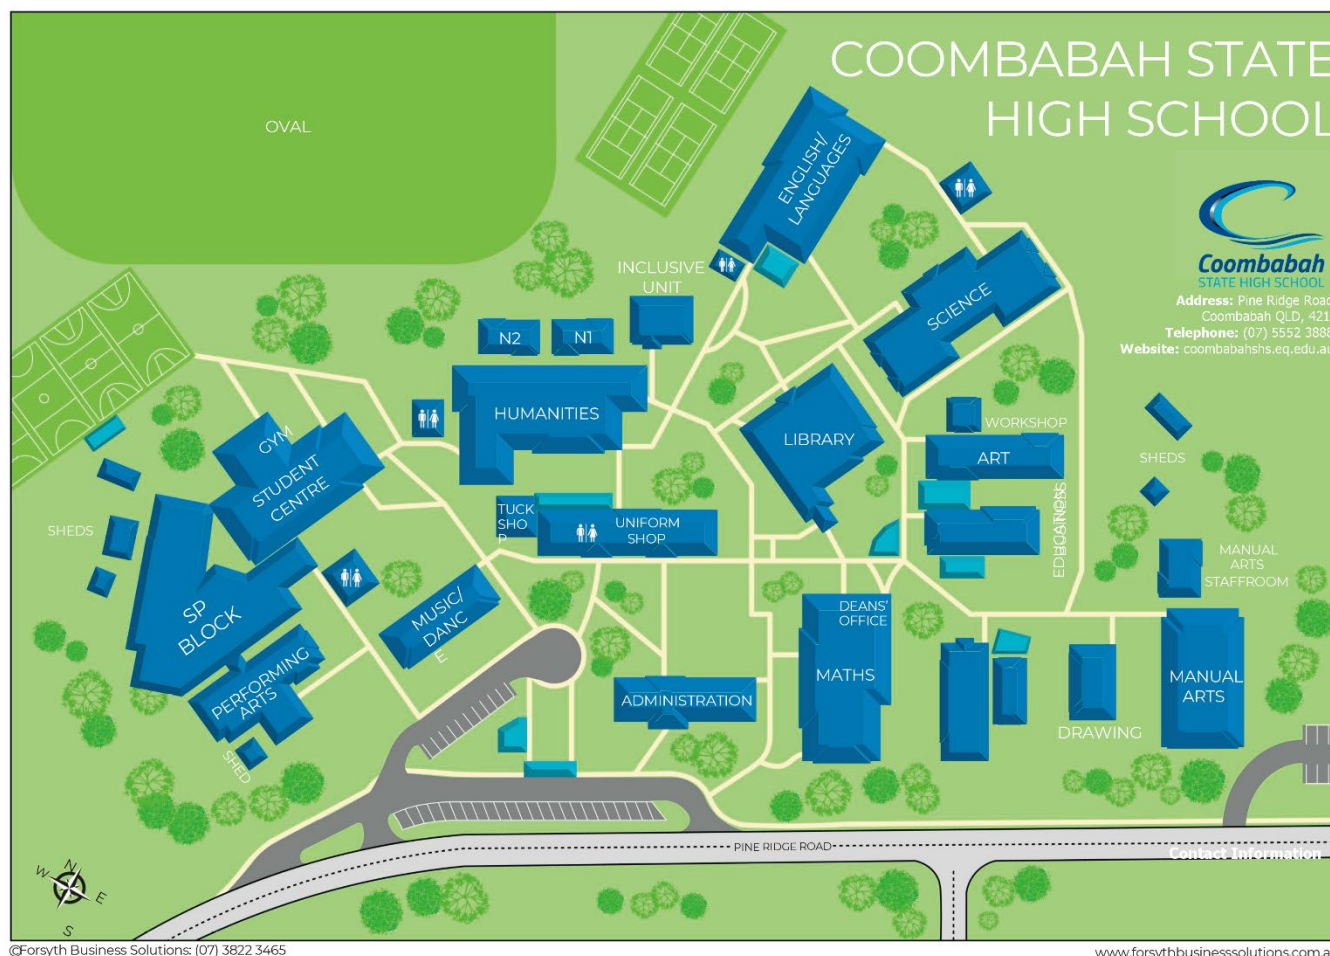 COOMBABAH STATE
HIGH SCHOOL
OVAL
ENGLISH/
LANGUAGES
Coombabah
STATE HIGH SCHOOL
Address: Pine Ridge Road
Coombabah QLD, 421
Telephone: (07) 5552 3888
Website: coombabahshs.eq.edu.au
INCLUSIVE
UNIT
SCIENCE
N2
N1
HUMANITIES
LIBRARY
WORKSHOP
ART
GYM
STUDENT
CENTRE
SHEDS
SHEDS
TUCK
SHO
P
UNIFORM
SHOP
BUSINESS
EDUCATION
MANUAL
ARTS
STAFFROOM
SP
BLOCK
MUSIC/
DANC
E
DEANS'
OFFICE
MATHS
PERFORMING
ARTS
SHED
ADMINISTRATION
DRAWING
MANUAL
ARTS
PINE RIDGE ROAD
Contact Information
N
W
E
S
©Forsyth Business Solutions: (07) 3822 3465
www.forsythbusinesssolutions.com.a